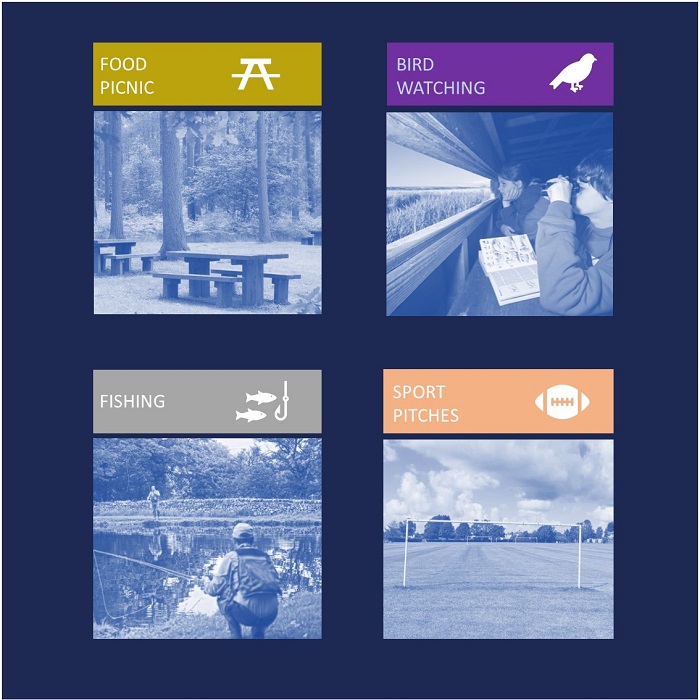 FOOD
PICNIC
BIRD
WATCHING
FISHING
SPORT
PITCHES